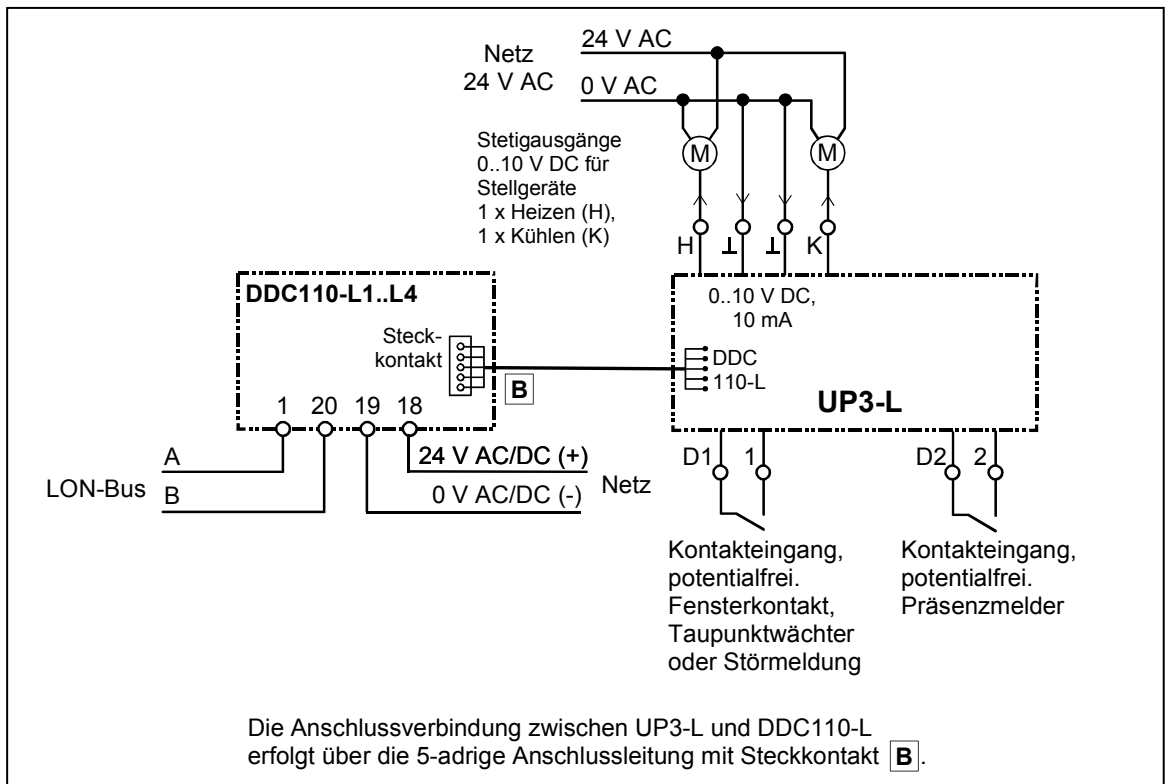 24 V AC
Netz
24 V AC
0 V AC
Stetigausgänge
0..10 V DC für
Stellgeräte
1 x Heizen (H),
1 x Kühlen (K)
M
M
H
⊥
⊥
K
DDC110-L1..L4
0..10 V DC,
10 mA
Steck-
kontakt
B
DDC
110-L
UP3-L
1 20 19 18
A
24 V AC/DC (+)
LON-Bus
B
0 V AC/DC (-)
Netz
D1 1
D2 2
Kontakteingang,
potentialfrei.
Fensterkontakt,
Taupunktwächter
oder Störmeldung
Kontakteingang,
potentialfrei.
Präsenzmelder
Die Anschlussverbindung zwischen UP3-L und DDC110-L
erfolgt über die 5-adrige Anschlussleitung mit Steckkontakt B.